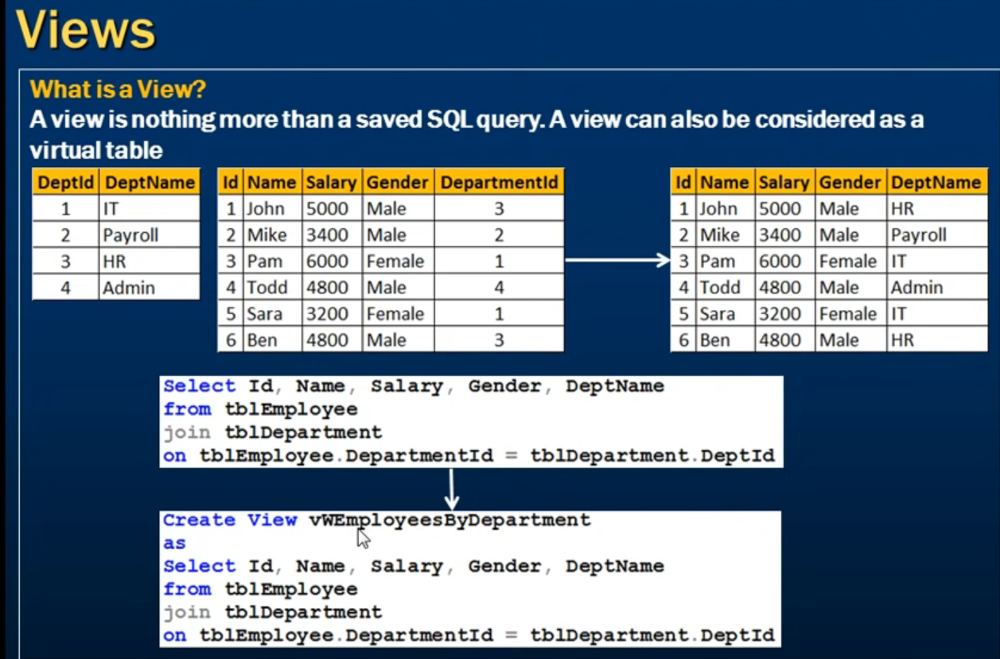 Views
What is a View?
A view is nothing more than a saved SQL query. A view can also be considered as a
virtual table
DeptId DeptName
1 IT
2 Payroll
3 HR
4 Admin
Id Name Salary Gender DepartmentId
1 John 5000 Male 3
2 Mike 3400 Male 2
3 Pam 6000 Female 1
4 Todd 4800 Male 4
5 Sara 3200 Female 1
6 Ben 4800 Male 3
Id Name Salary Gender DeptName
1 John 5000 Male HR
2 Mike 3400 Male Payroll
3 Pam 6000 Female IT
4 Todd 4800 Male Admin
5 Sara 3200 Female IT
6 Ben 4800 Male HR
Select Id, Name, Salary, Gender, DeptName
from tblEmployee
join tblDepartment
on tblEmployee.DepartmentId = tblDepartment.DeptId
Create View vWEmployeesByDepartment
as
Select Id, Name, Salary, Gender, DeptName
from tblEmployee
join tblDepartment
on tblEmployee.DepartmentId = tblDepartment.DeptId